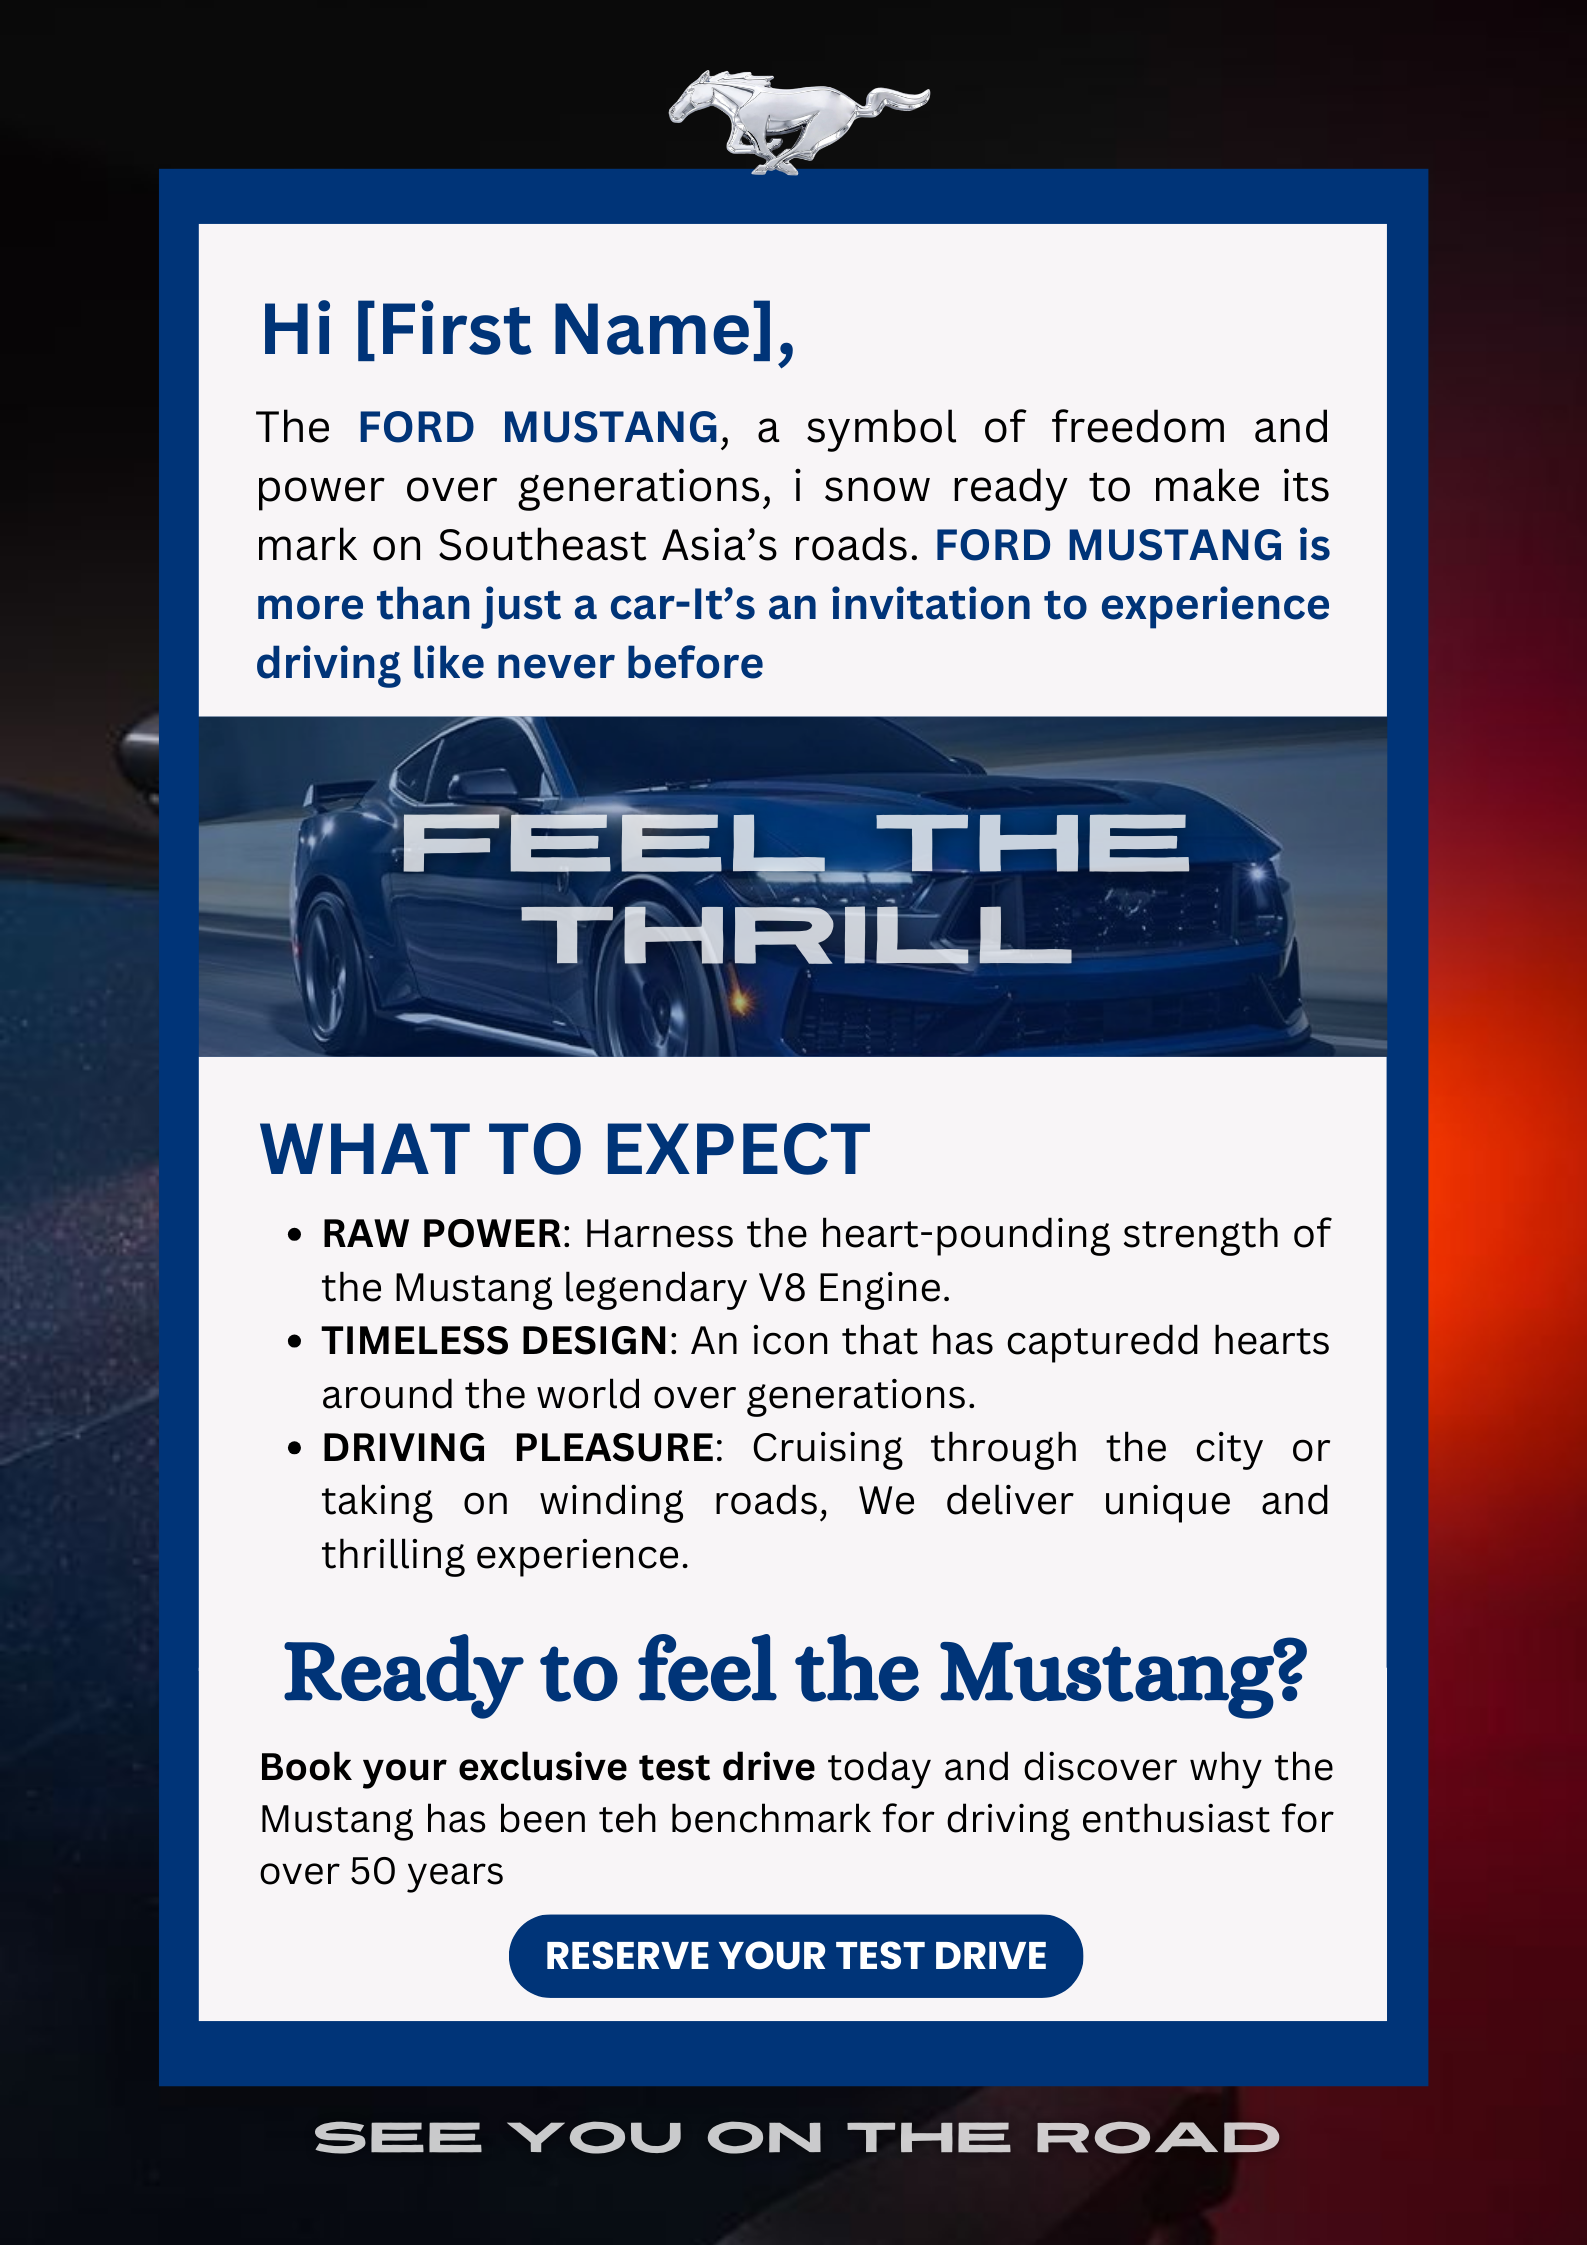 Hi [First Name],
The FORD MUSTANG, a symbol of freedom and
power over generations, i snow ready to make its
mark on Southeast Asia’s roads. FORD MUSTANG is
more than just a car-It’s an invitation to experience
driving like never before
FEEL THE
THRILL
WHAT TO EXPECT
• RAW POWER: Harness the heart-pounding strength of
the Mustang legendary V8 Engine.
• TIMELESS DESIGN: An icon that has capturedd hearts
around the world over generations.
• DRIVING PLEASURE: Cruising through the city or
taking on winding roads, We deliver unique and
thrilling experience.
Ready to feel the Mustang?
Book your exclusive test drive today and discover why the
Mustang has been teh benchmark for driving enthusiast for
over 50 years
RESERVE YOUR TEST DRIVE
SEE YOU ON THE ROAD